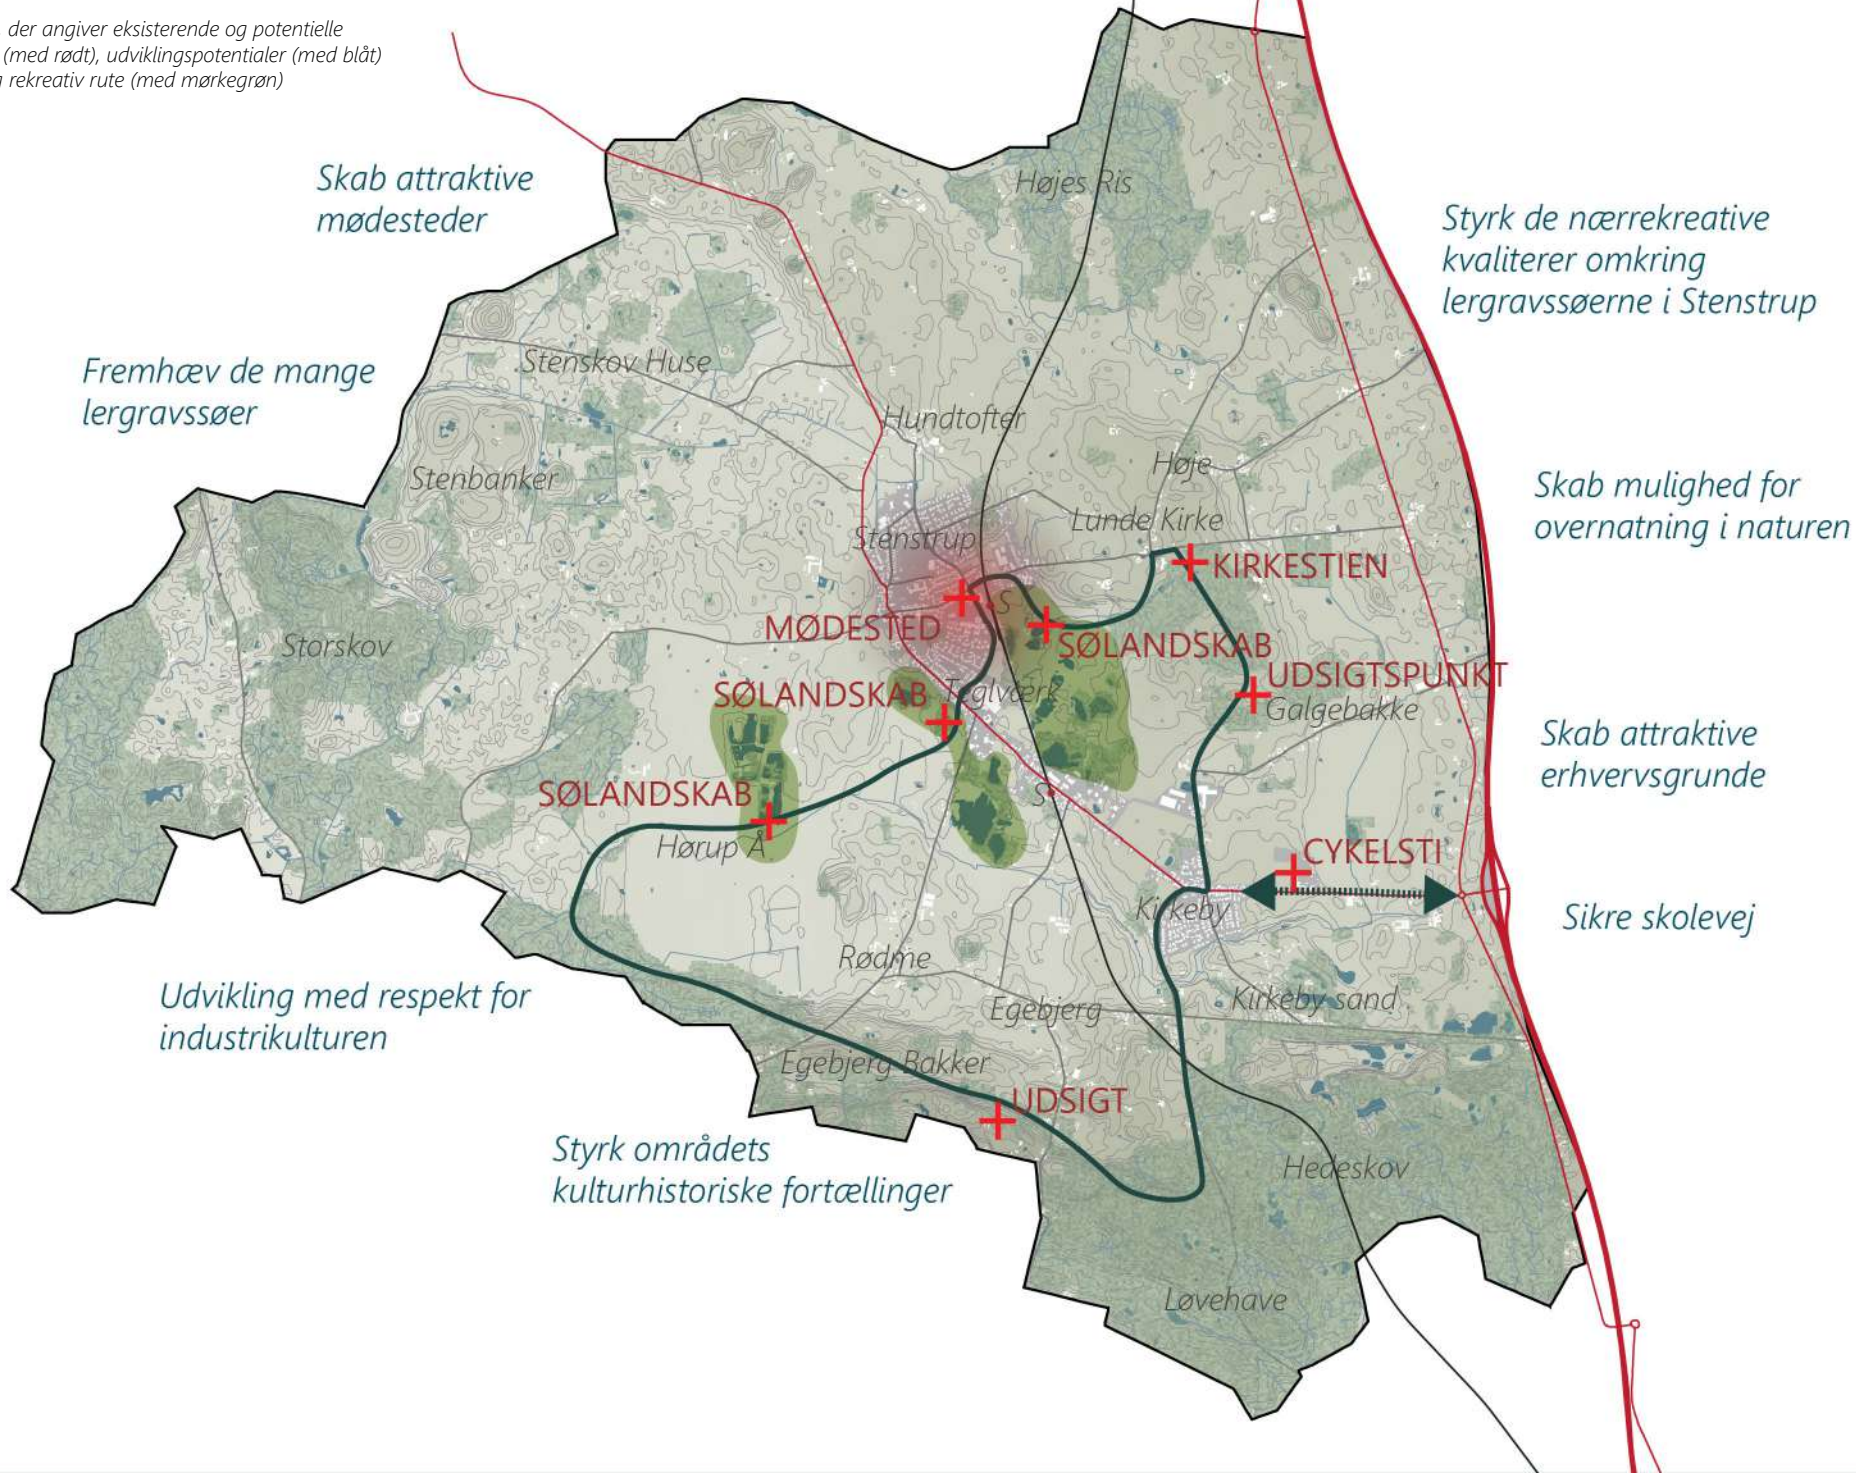 der angiver eksisterende og potentielle
(med rødt), udviklingspotentialer (med blåt)
rekreativ rute (med mørkegrøn)
Skab attraktive
mødesteder
Højes Ris
Styrk de nærrekreative
kvaliterer omkring
lergravssøerne i Stenstrup
Fremhæv de mange
lergravssøer
Stenskov Huse
Hundtofter
Stenbanker
Høje
Skab mulighed for
overnatning i naturen
Lunde Kirke
Stenstrup
KIRKESTIEN
S
MØDESTED
SØLANDSKAB
Storskov
UDSIGTSPUNKT
SØLANDSKAB
Teglværk
Galgebakke
Skab attraktive
erhvervsgrunde
SØLANDSKAB
S
Hørup Å
CYKELSTI
Kirkeby
Sikre skolevej
Rødme
Udvikling med respekt for
industrikulturen
Egebjerg
Kirkeby sand
Egebjerg Bakker
UDSIGT
Styrk områdets
kulturhistoriske fortællinger
Hedeskov
Løvehave